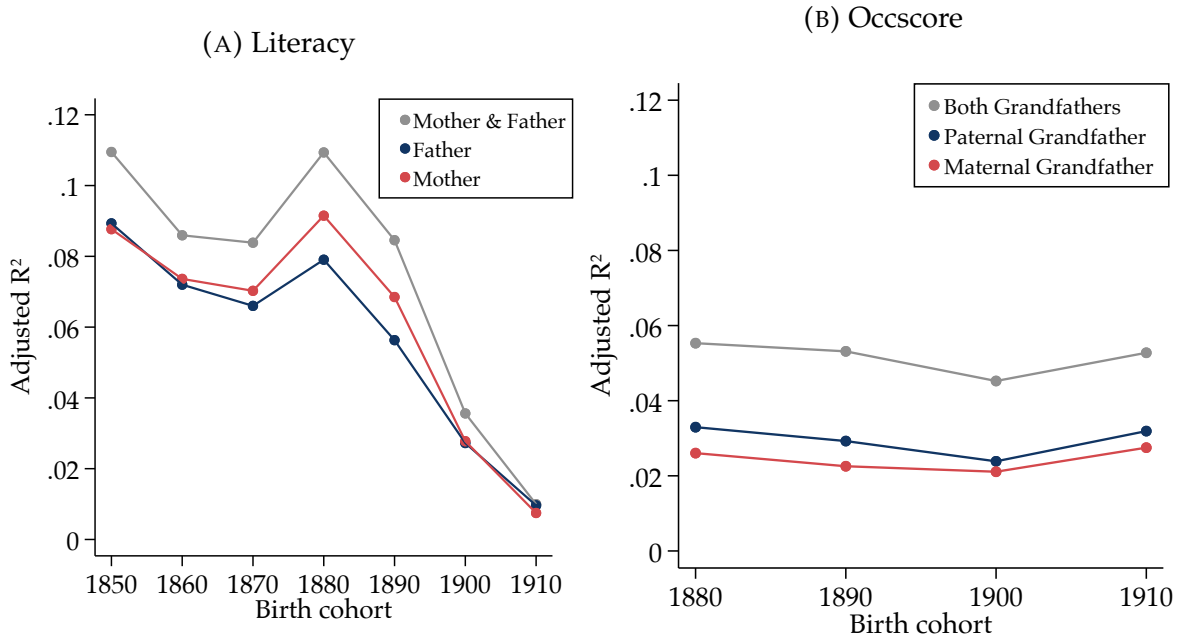 (A) Literacy
Adjusted R²
.12
.1
.08
.06
.04
.02
0
Mother & Father
Father
Mother
1850 1860 1870 1880 1890 1900 1910
Birth cohort
(B) Occscore
Adjusted R²
.12
.1
.08
.06
.04
.02
0
Both Grandfathers
Paternal Grandfather
Maternal Grandfather
1880 1890 1900 1910
Birth cohort